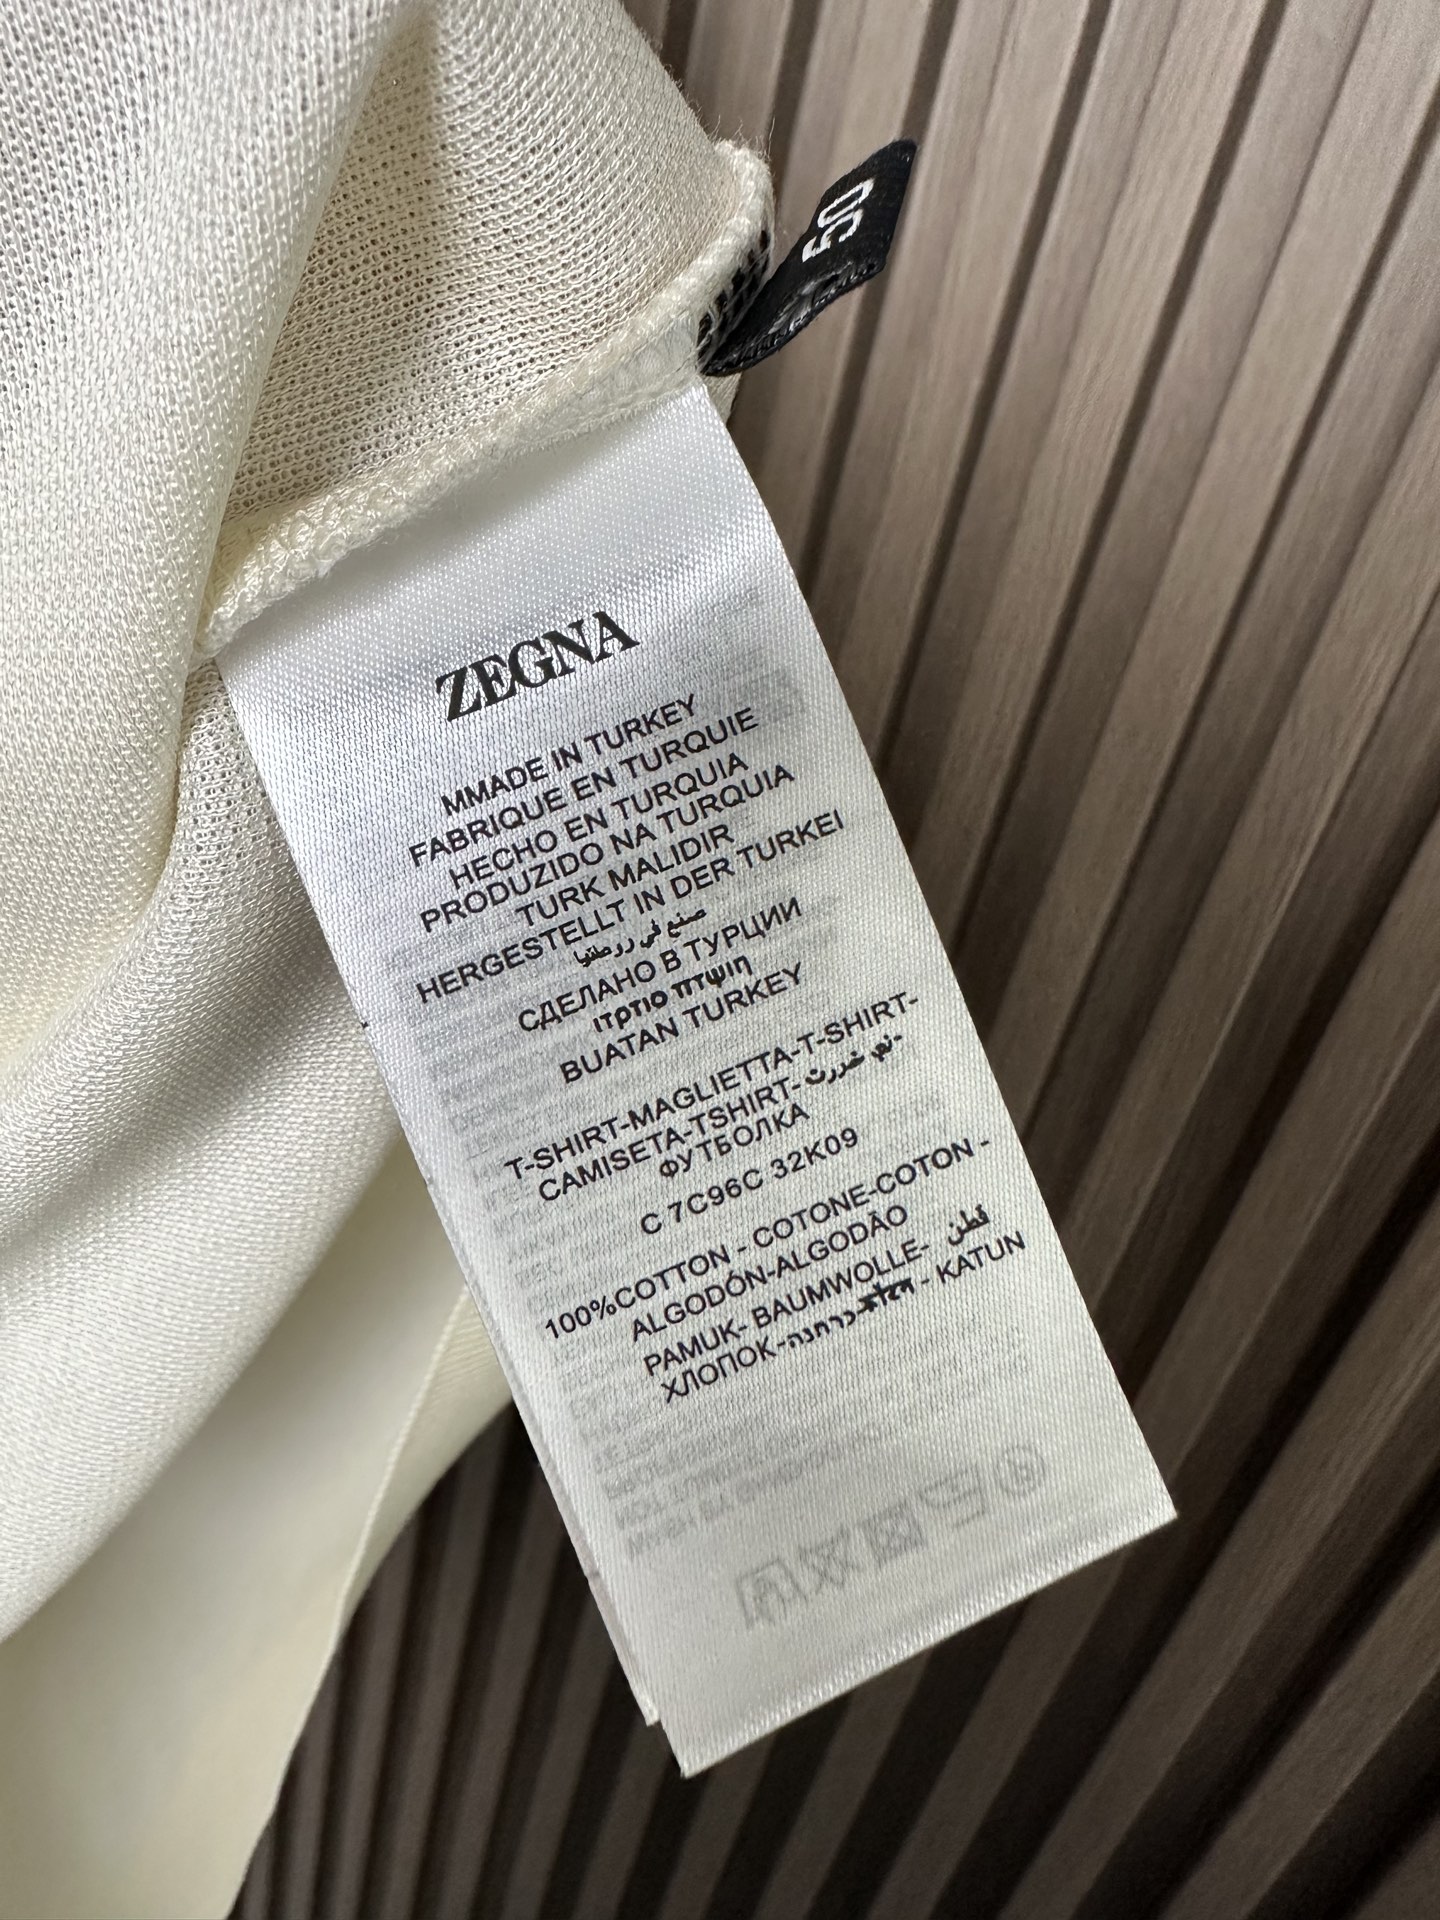 50
ZEGNA
MMADE IN TURKEY
FABRIQUE EN TURQUIE
HECHO EN TURQUIA
PRODUZIDO NA TURQUIA
TURK MALIDIR
HERGESTELLT IN DER TURKEI
صنع في
СДЕЛАНО В ТУРЦИИ
BUATAN TURKEY
T-SHIRT-MAGLIETTA-T-SHIRT-
CAMISETA-TSHIRT-
ФУТБОЛКА
C 7C96C 32K09
100%COTTON - COTONE-COTON -
ALGODÓN-ALGODÃO
PAMUK- BAUMWOLLE- قطن
ХЛОПОК- - KATUN